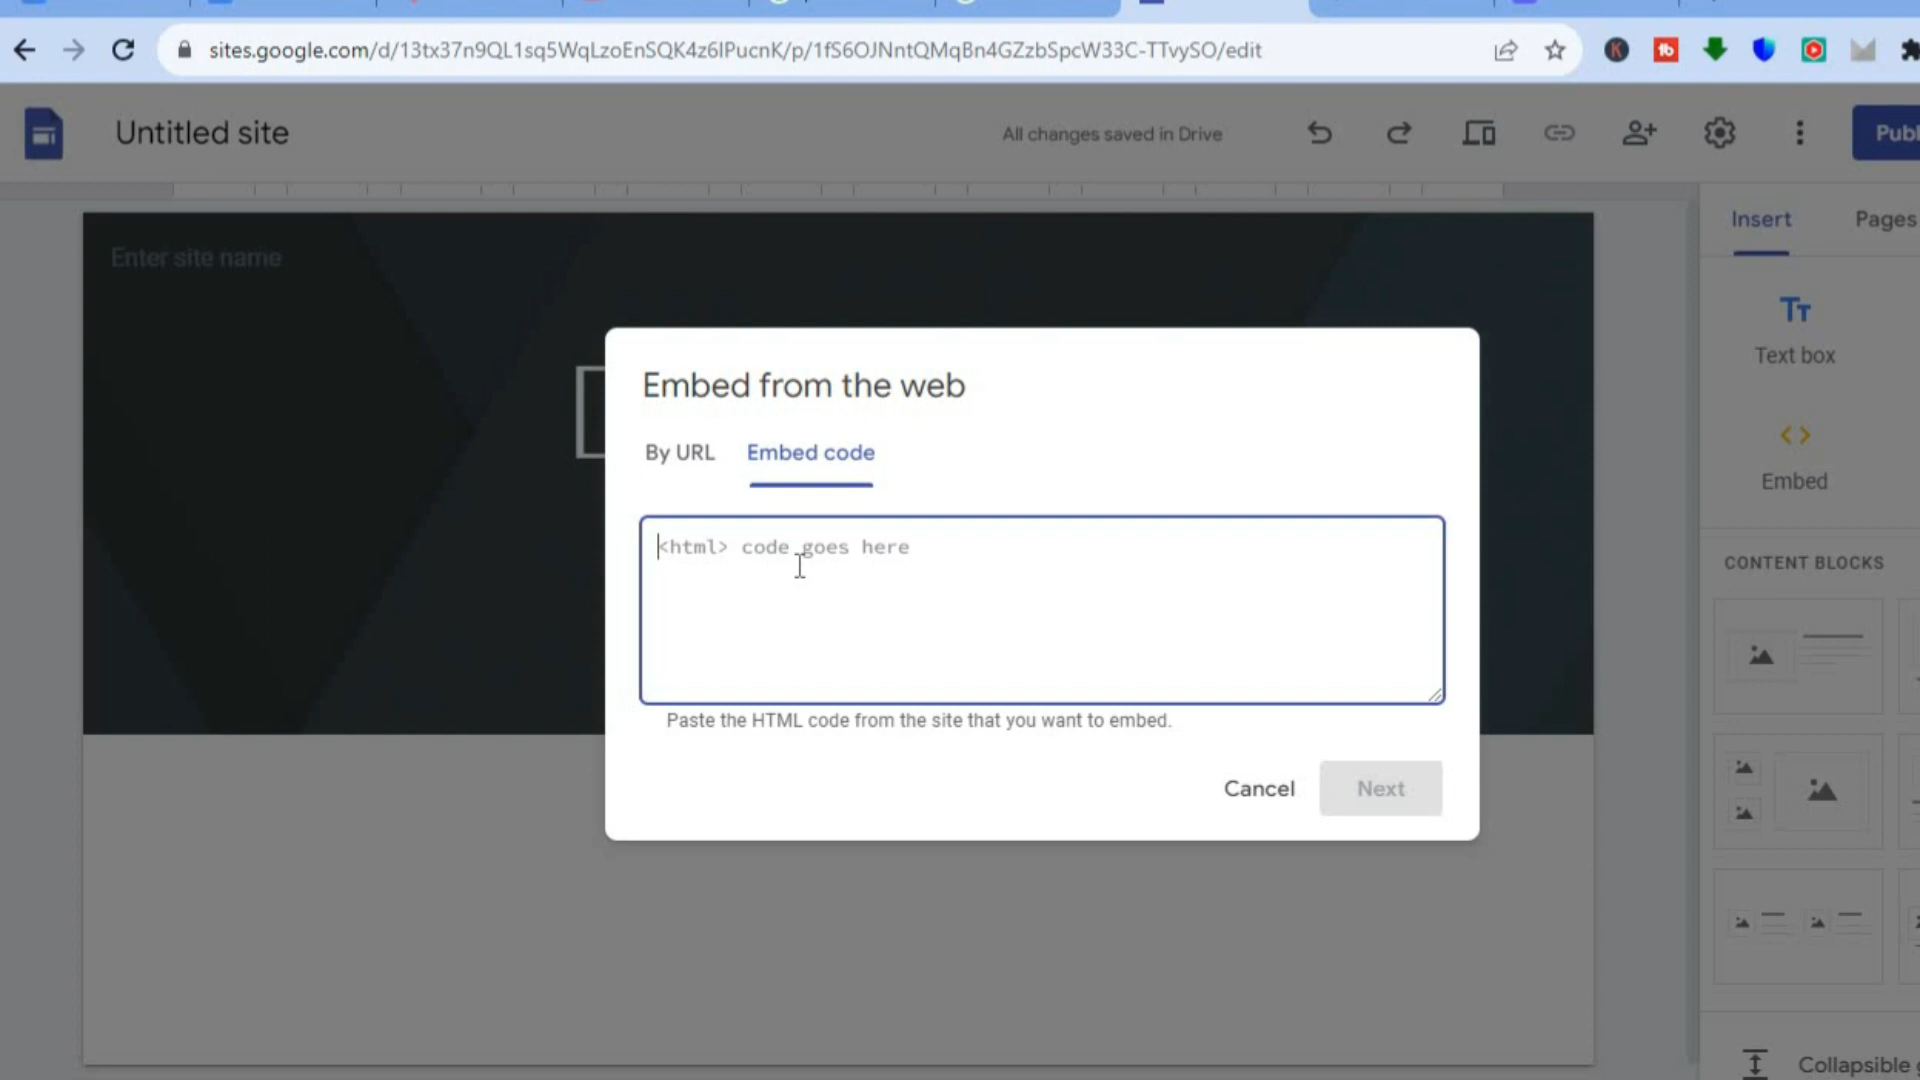 sites.google.com/d/13tx37n9QL1sq5WqLzoEnSQK4z6lPucnK/p/1fS6OJNntQMqBn4GZzbSpcW33C-TTvySO/edit
Untitled site
All changes saved in Drive
Publ
Insert
Pages
Enter site name
Text box
Embed from the web
By URL
Embed code
Embed
<html> code goes here
CONTENT BLOCKS
Paste the HTML code from the site that you want to embed.
Cancel
Next
Collapsible g